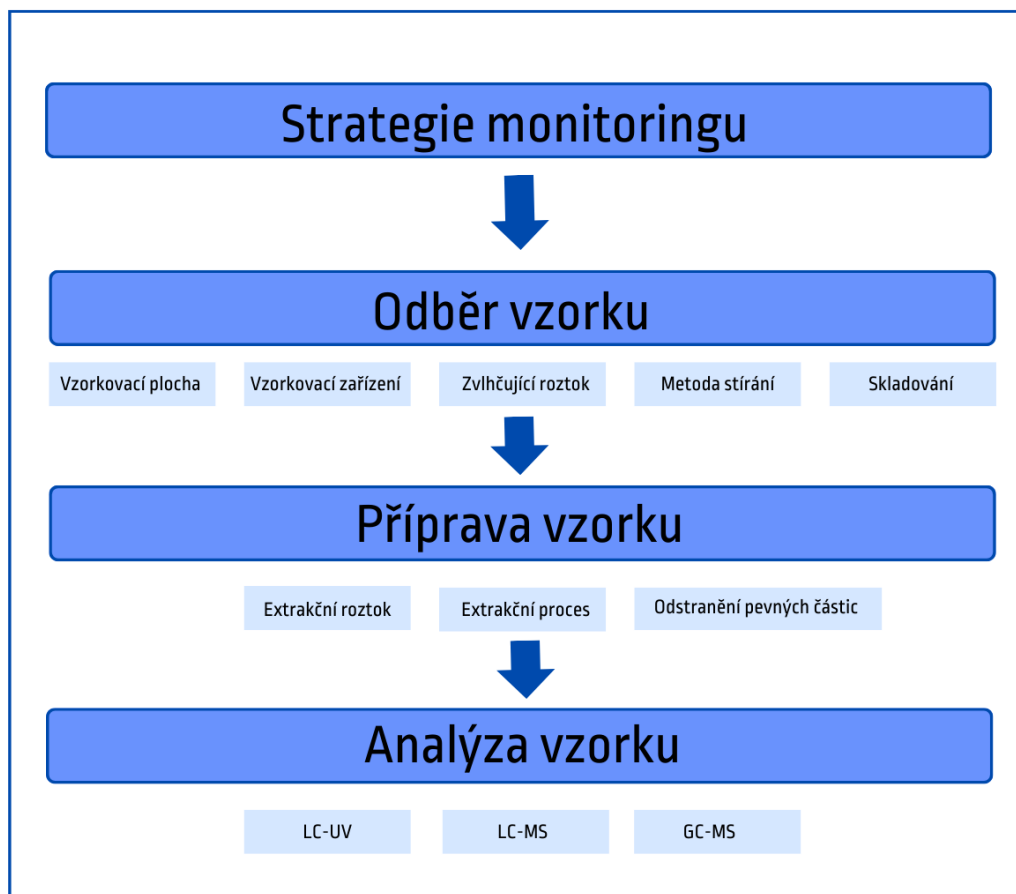 Strategie monitoringu
Odběr vzorku
Vzorkovací plocha
Vzorkovací zařízení
Zvlhčující roztok
Metoda stírání
Skladování
Příprava vzorku
Extrakční roztok
Extrakční proces
Odstranění pevných částic
Analýza vzorku
LC-UV
LC-MS
GC-MS